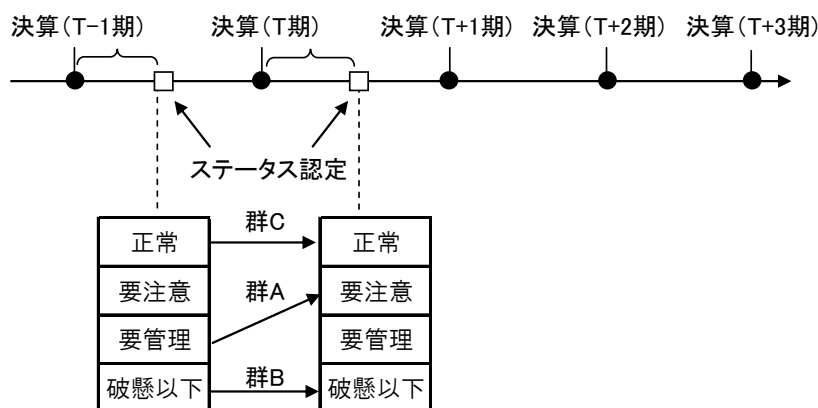 決算(T-1期) 決算(T期) 決算(T+1期) 決算(T+2期) 決算(T+3期)
ステータス認定
正常 群C 正常
要注意 群A 要注意
要管理 要管理
破懸以下 群B 破懸以下